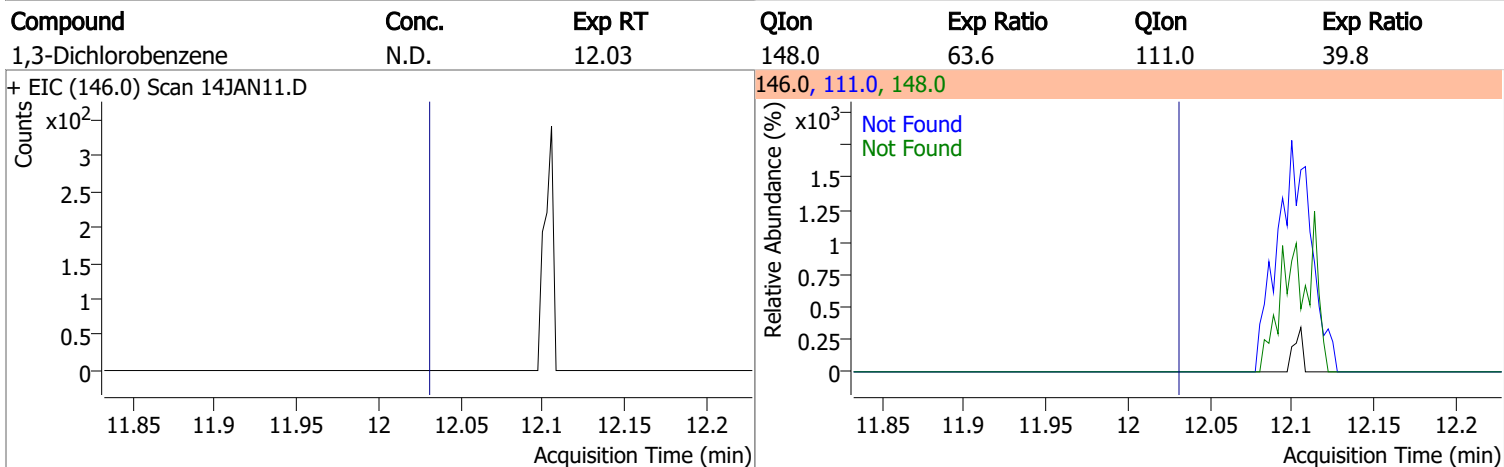 Compound Conc. Exp RT QIon Exp Ratio QIon Exp Ratio
1,3-Dichlorobenzene N.D. 12.03 148.0 63.6 111.0 39.8
+ EIC (146.0) Scan 14JAN11.D
Counts
x10²
3
2.5
2
1.5
1
0.5
0
11.85 11.9 11.95 12 12.05 12.1 12.15 12.2
Acquisition Time (min)
146.0, 111.0, 148.0
Relative Abundance (%)
x10³
Not Found
Not Found
1.5
1.25
1
0.75
0.5
0.25
0
11.85 11.9 11.95 12 12.05 12.1 12.15 12.2
Acquisition Time (min)